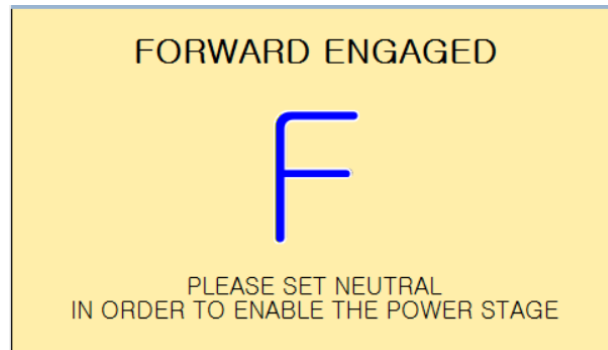 FORWARD ENGAGED
F
PLEASE SET NEUTRAL
IN ORDER TO ENABLE THE POWER STAGE